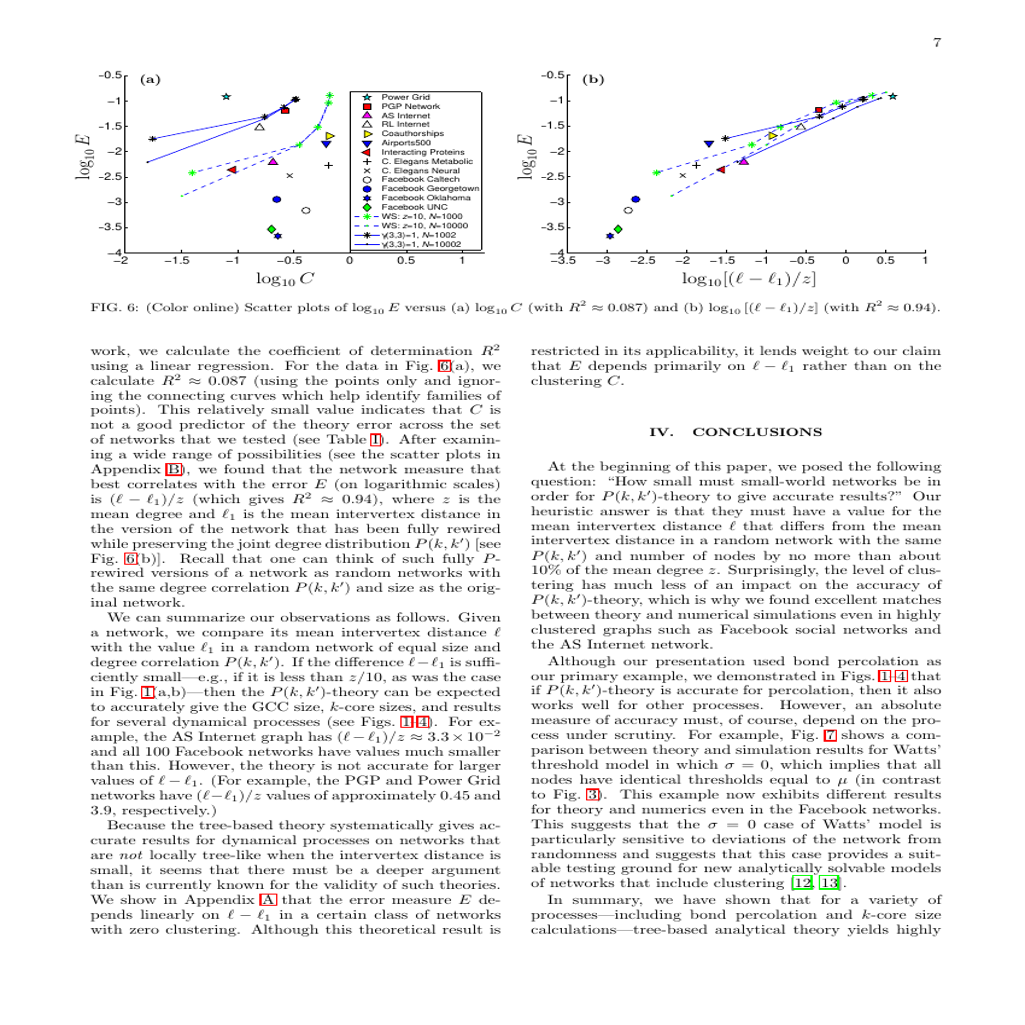 7
(a)
−0.5
−1
−1.5
−2
−2.5
−3
−3.5
−4
log10 E
−2 −1.5 −1 −0.5 0 0.5 1
log10 C
Power Grid
PGP Network
AS Internet
RL Internet
Coauthorships
Airports500
Interacting Proteins
C. Elegans Metabolic
C. Elegans Neural
Facebook Caltech
Facebook Georgetown
Facebook Oklahoma
Facebook UNC
WS: z=10, N=1000
WS: z=10, N=10000
γ(3,3)=1, N=1002
γ(3,3)=1, N=10002
(b)
−0.5
−1
−1.5
−2
−2.5
−3
−3.5
−4
log10 E
−3.5 −3 −2.5 −2 −1.5 −1 −0.5 0 0.5 1
log10[(ℓ − ℓ1)/z]
FIG. 6: (Color online) Scatter plots of log10 E versus (a) log10 C (with R² ≈ 0.087) and (b) log10 [(ℓ − ℓ1)/z] (with R² ≈ 0.94).
work, we calculate the coefficient of determination R²
using a linear regression. For the data in Fig. 6(a), we
calculate R² ≈ 0.087 (using the points only and ignor-
ing the connecting curves which help identify families of
points). This relatively small value indicates that C is
not a good predictor of the theory error across the set
of networks that we tested (see Table I). After examin-
ing a wide range of possibilities (see the scatter plots in
Appendix B), we found that the network measure that
best correlates with the error E (on logarithmic scales)
is (ℓ − ℓ1)/z (which gives R² ≈ 0.94), where z is the
mean degree and ℓ1 is the mean intervertex distance in
the version of the network that has been fully rewired
while preserving the joint degree distribution P(k, k′) [see
Fig. 6(b)]. Recall that one can think of such fully P-
rewired versions of a network as random networks with
the same degree correlation P(k, k′) and size as the orig-
inal network.
We can summarize our observations as follows. Given
a network, we compare its mean intervertex distance ℓ
with the value ℓ1 in a random network of equal size and
degree correlation P(k, k′). If the difference ℓ−ℓ1 is suffi-
ciently small—e.g., if it is less than z/10, as was the case
in Fig. 1(a,b)—then the P(k, k′)-theory can be expected
to accurately give the GCC size, k-core sizes, and results
for several dynamical processes (see Figs. 1-4). For ex-
ample, the AS Internet graph has (ℓ−ℓ1)/z ≈ 3.3×10⁻²
and all 100 Facebook networks have values much smaller
than this. However, the theory is not accurate for larger
values of ℓ − ℓ1. (For example, the PGP and Power Grid
networks have (ℓ−ℓ1)/z values of approximately 0.45 and
3.9, respectively.)
Because the tree-based theory systematically gives ac-
curate results for dynamical processes on networks that
are not locally tree-like when the intervertex distance is
small, it seems that there must be a deeper argument
than is currently known for the validity of such theories.
We show in Appendix A that the error measure E de-
pends linearly on ℓ − ℓ1 in a certain class of networks
with zero clustering. Although this theoretical result is
restricted in its applicability, it lends weight to our claim
that E depends primarily on ℓ − ℓ1 rather than on the
clustering C.
IV. CONCLUSIONS
At the beginning of this paper, we posed the following
question: “How small must small-world networks be in
order for P(k, k′)-theory to give accurate results?” Our
heuristic answer is that they must have a value for the
mean intervertex distance ℓ that differs from the mean
intervertex distance in a random network with the same
P(k, k′) and number of nodes by no more than about
10% of the mean degree z. Surprisingly, the level of clus-
tering has much less of an impact on the accuracy of
P(k, k′)-theory, which is why we found excellent matches
between theory and numerical simulations even in highly
clustered graphs such as Facebook social networks and
the AS Internet network.
Although our presentation used bond percolation as
our primary example, we demonstrated in Figs. 1-4 that
if P(k, k′)-theory is accurate for percolation, then it also
works well for other processes. However, an absolute
measure of accuracy must, of course, depend on the pro-
cess under scrutiny. For example, Fig. 7 shows a com-
parison between theory and simulation results for Watts’
threshold model in which σ = 0, which implies that all
nodes have identical thresholds equal to μ (in contrast
to Fig. 3). This example now exhibits different results
for theory and numerics even in the Facebook networks.
This suggests that the σ = 0 case of Watts’ model is
particularly sensitive to deviations of the network from
randomness and suggests that this case provides a suit-
able testing ground for new analytically solvable models
of networks that include clustering [12, 13].
In summary, we have shown that for a variety of
processes—including bond percolation and k-core size
calculations—tree-based analytical theory yields highly